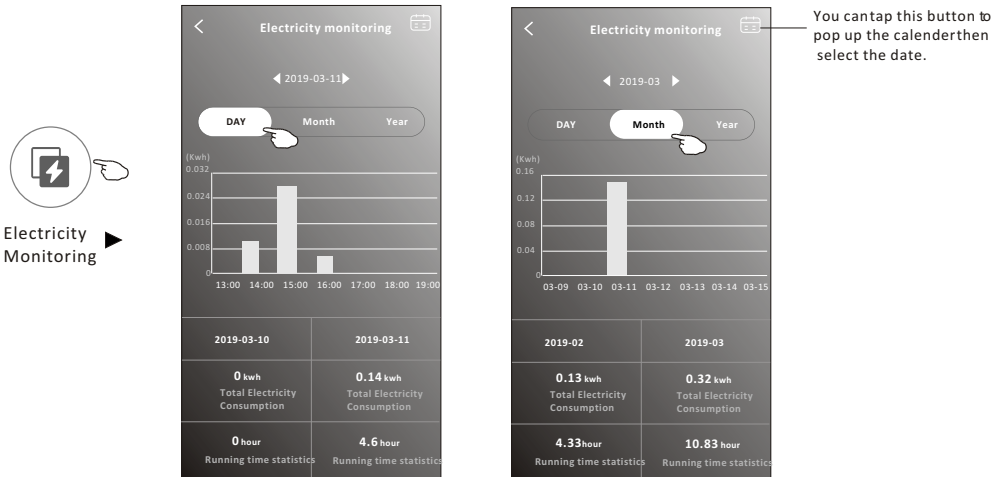 Electricity
Monitoring
Electricity monitoring
2019-03-11
DAY Month Year
(Kwh)
0.032
0.024
0.016
0.008
0
13:00 14:00 15:00 16:00 17:00 18:00 19:00
2019-03-10 2019-03-11
0 kwh 0.14 kwh
Total Electricity Total Electricity
Consumption Consumption
0 hour 4.6 hour
Running time statistics Running time statistics
Electricity monitoring
2019-03
DAY Month Year
(Kwh)
0.16
0.12
0.08
0.04
0
03-09 03-10 03-11 03-12 03-13 03-14 03-15
2019-02 2019-03
0.13 kwh 0.32 kwh
Total Electricity Total Electricity
Consumption Consumption
4.33hour 10.83 hour
Running time statistics Running time statistics
You cantap this button to
pop up the calenderthen
select the date.